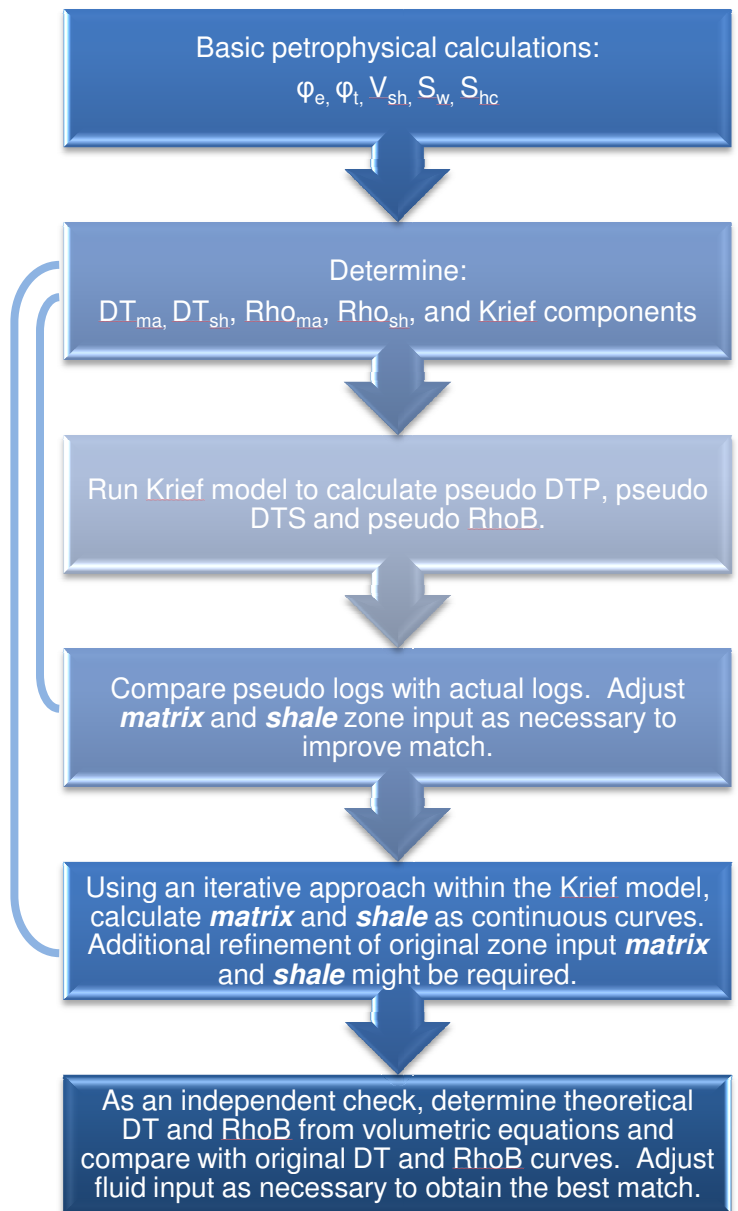 Basic petrophysical calculations:
φe, φt, Vsh, Sw, Shc
Determine:
DTma, DTsh, Rhoma, Rhosh, and Krief components
Run Krief model to calculate pseudo DTP, pseudo
DTS and pseudo RhoB.
Compare pseudo logs with actual logs.  Adjust
matrix and shale zone input as necessary to
improve match.
Using an iterative approach within the Krief model,
calculate matrix and shale as continuous curves.
Additional refinement of original zone input matrix
and shale might be required.
As an independent check, determine theoretical
DT and RhoB from volumetric equations and
compare with original DT and RhoB curves.  Adjust
fluid input as necessary to obtain the best match.